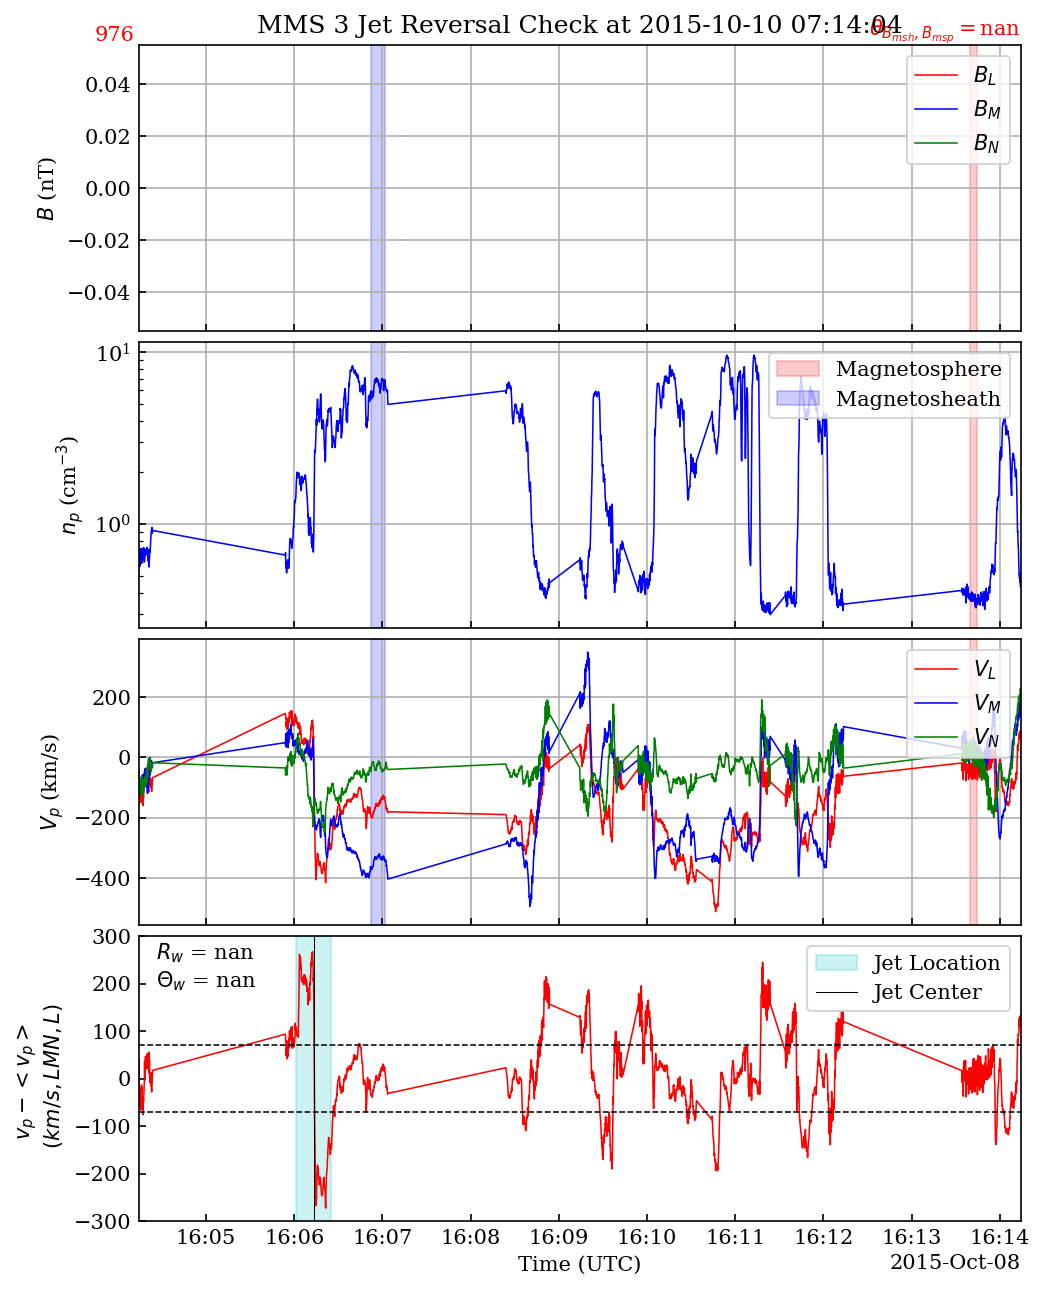 MMS 3 Jet Reversal Check at 2015-10-10 07:14:04
976
θ_{B_{msh}, B_{msp}} = nan
0.04
0.02
0.00
−0.02
−0.04
B (nT)
B_L
B_M
B_N
10^1
10^0
n_p (cm^{−3})
Magnetosphere
Magnetosheath
200
0
−200
−400
V_p (km/s)
V_L
V_M
V_N
300
200
100
0
−100
−200
−300
v_p − < v_p >
(km/s, LMN, L)
R_w = nan
Θ_w = nan
Jet Location
Jet Center
16:05 16:06 16:07 16:08 16:09 16:10 16:11 16:12 16:13 16:14
Time (UTC)
2015-Oct-08